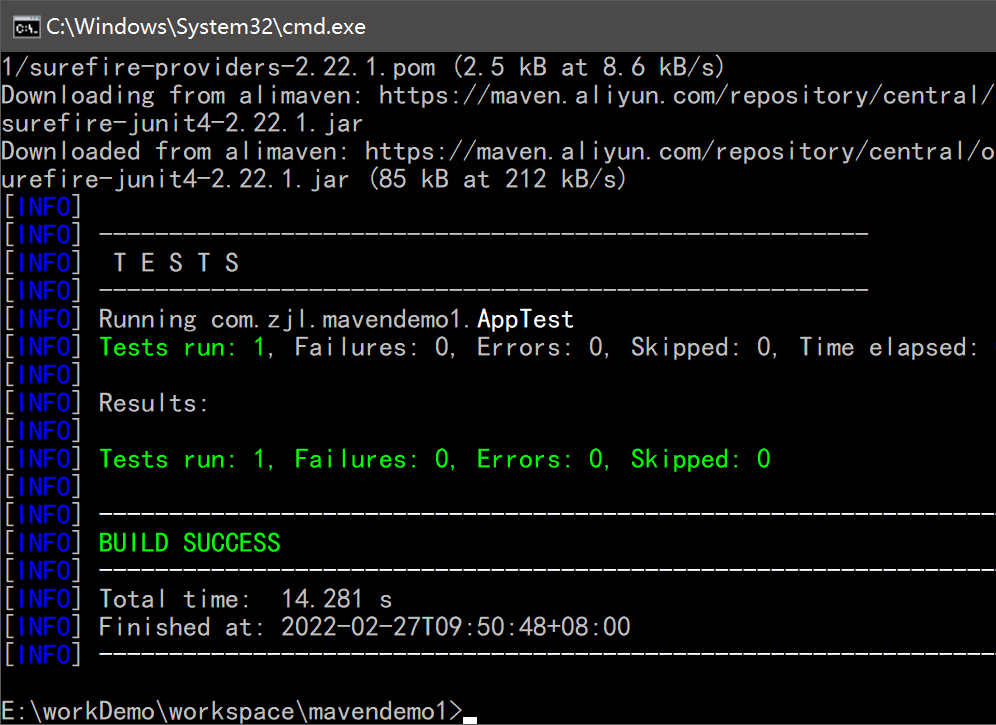 C:\Windows\System32\cmd.exe
1/surefire-providers-2.22.1.pom (2.5 kB at 8.6 kB/s)
Downloading from alimaven: https://maven.aliyun.com/repository/central/
surefire-junit4-2.22.1.jar
Downloaded from alimaven: https://maven.aliyun.com/repository/central/o
urefire-junit4-2.22.1.jar (85 kB at 212 kB/s)
[INFO]
[INFO] -------------------------------------------------------
[INFO]  T E S T S
[INFO] -------------------------------------------------------
[INFO] Running com.zjl.mavendemo1.AppTest
[INFO] Tests run: 1, Failures: 0, Errors: 0, Skipped: 0, Time elapsed:
[INFO]
[INFO] Results:
[INFO]
[INFO] Tests run: 1, Failures: 0, Errors: 0, Skipped: 0
[INFO]
[INFO] ----------------------------------------------------------------
[INFO] BUILD SUCCESS
[INFO] ----------------------------------------------------------------
[INFO] Total time:  14.281 s
[INFO] Finished at: 2022-02-27T09:50:48+08:00
[INFO] ----------------------------------------------------------------
E:\workDemo\workspace\mavendemo1>